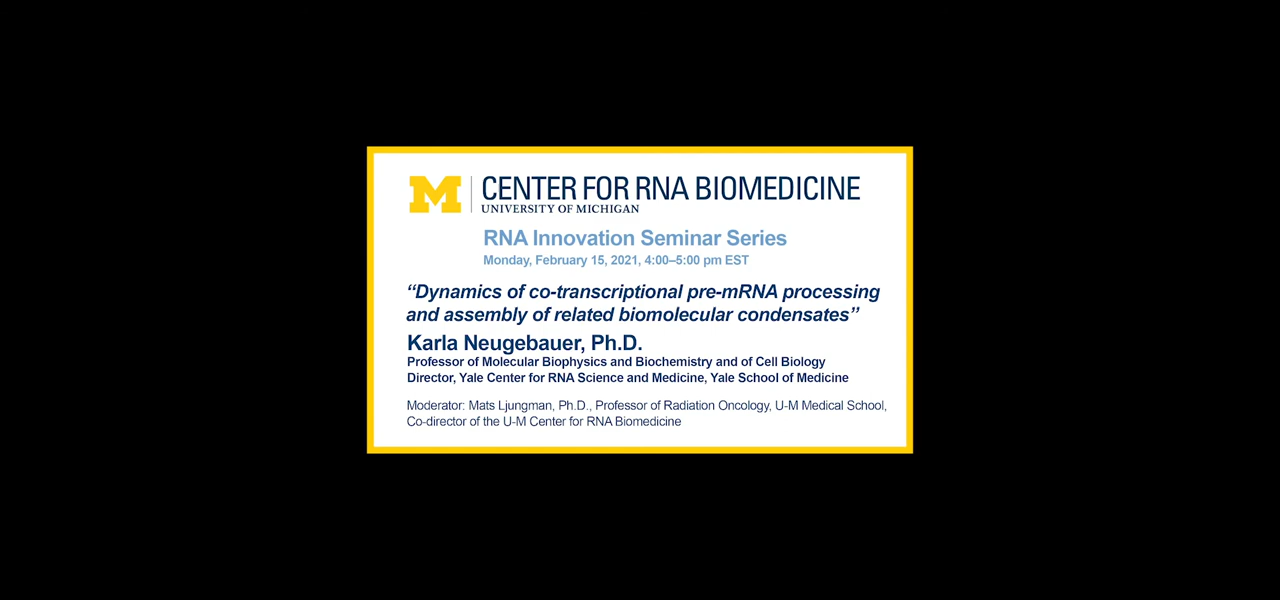 M
CENTER FOR RNA BIOMEDICINE
UNIVERSITY OF MICHIGAN
RNA Innovation Seminar Series
Monday, February 15, 2021, 4:00–5:00 pm EST
“Dynamics of co-transcriptional pre-mRNA processing
and assembly of related biomolecular condensates”
Karla Neugebauer, Ph.D.
Professor of Molecular Biophysics and Biochemistry and of Cell Biology
Director, Yale Center for RNA Science and Medicine, Yale School of Medicine
Moderator: Mats Ljungman, Ph.D., Professor of Radiation Oncology, U-M Medical School,
Co-director of the U-M Center for RNA Biomedicine